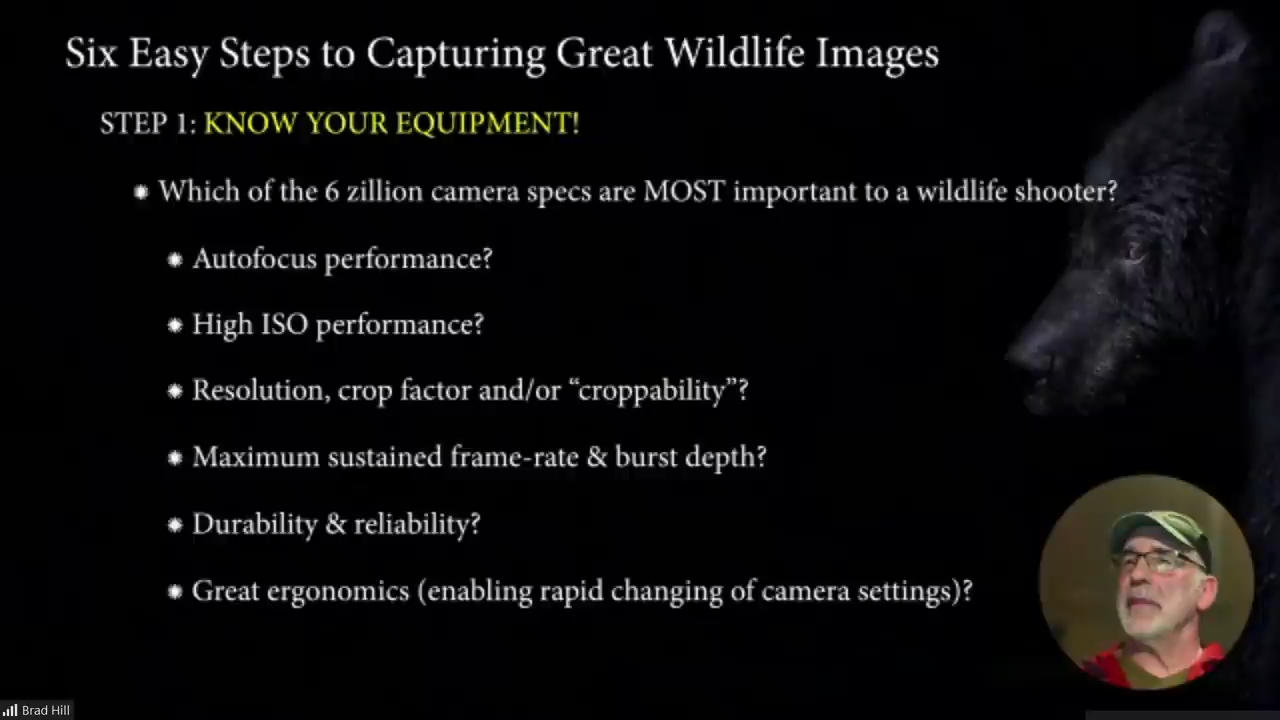 Six Easy Steps to Capturing Great Wildlife Images
STEP 1: KNOW YOUR EQUIPMENT!
Which of the 6 zillion camera specs are MOST important to a wildlife shooter?
Autofocus performance?
High ISO performance?
Resolution, crop factor and/or “croppability”?
Maximum sustained frame-rate & burst depth?
Durability & reliability?
Great ergonomics (enabling rapid changing of camera settings)?
Brad Hill